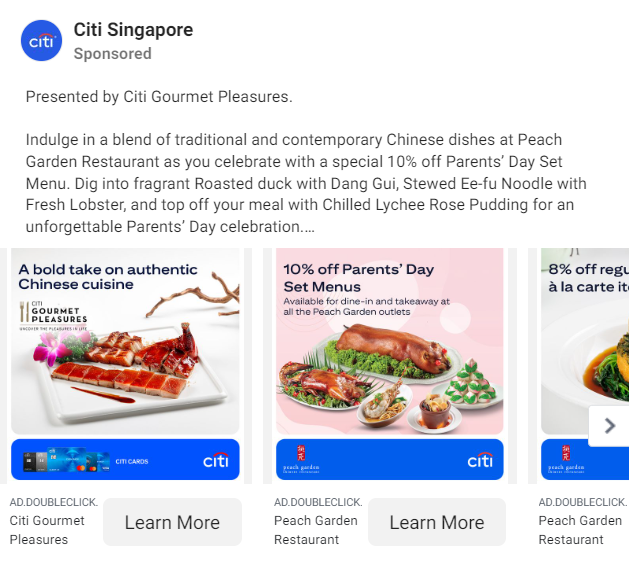 citi
Citi Singapore
Sponsored
Presented by Citi Gourmet Pleasures.
Indulge in a blend of traditional and contemporary Chinese dishes at Peach
Garden Restaurant as you celebrate with a special 10% off Parents’ Day Set
Menu. Dig into fragrant Roasted duck with Dang Gui, Stewed Ee-fu Noodle with
Fresh Lobster, and top off your meal with Chilled Lychee Rose Pudding for an
unforgettable Parents’ Day celebration....
A bold take on authentic
Chinese cuisine
CITI
GOURMET
PLEASURES
UNCOVER THE PLEASURES IN LIFE
CITI CARDS
citi
AD.DOUBLECLICK.
Citi Gourmet
Pleasures
Learn More
10% off Parents’ Day
Set Menus
Available for dine-in and takeaway at
all the Peach Garden outlets
peach garden
citi
AD.DOUBLECLICK.
Peach Garden
Restaurant
Learn More
8% off regu
à la carte ite
peach garden
AD.DOUBLECLICK.
Peach Garden
Restaurant